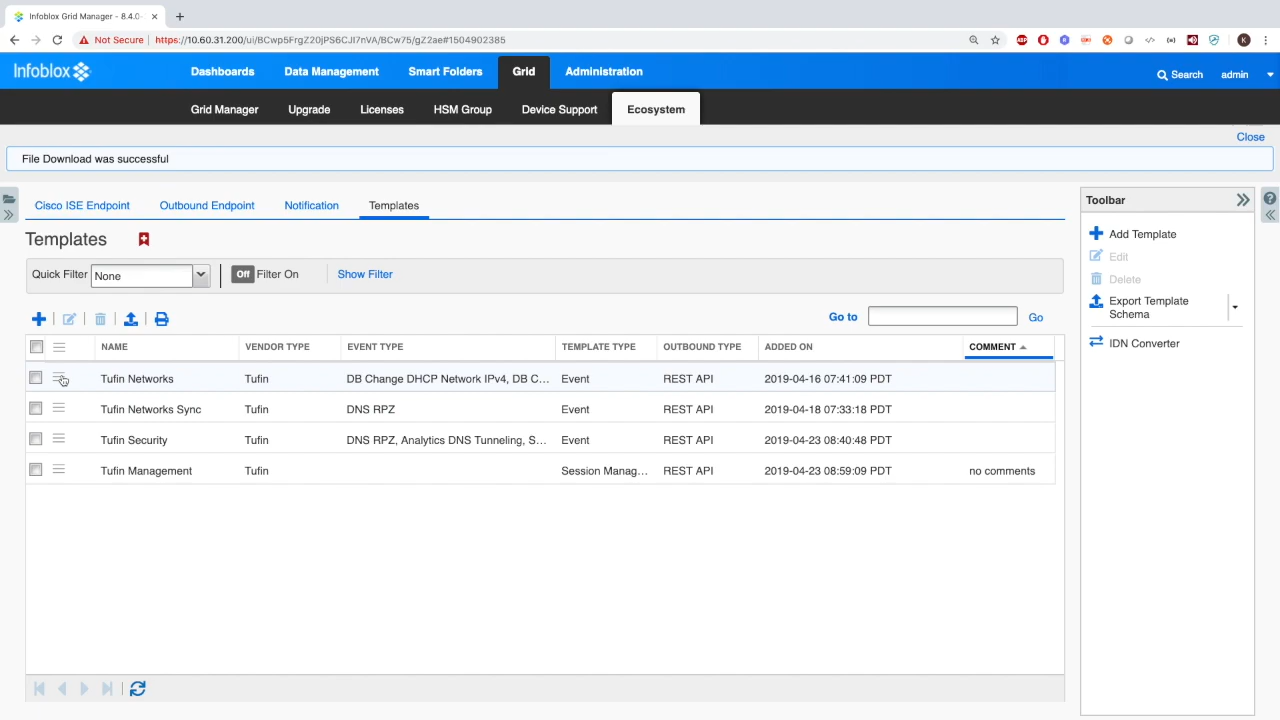 Infoblox Grid Manager - 8.4.0-
Not Secure
https://10.60.31.200/ui/BCwp5FrgZ20jPS6CJI7nVA/BCw75/gZ2ae#1504902385
ABP
K
Infoblox
Dashboards
Data Management
Smart Folders
Grid
Administration
Search
admin
Grid Manager
Upgrade
Licenses
HSM Group
Device Support
Ecosystem
Close
File Download was successful
Cisco ISE Endpoint
Outbound Endpoint
Notification
Templates
Toolbar
Templates
Quick Filter
None
Off
Filter On
Show Filter
Add Template
Edit
Delete
Export Template
Schema
IDN Converter
Go to
Go
NAME VENDOR TYPE EVENT TYPE TEMPLATE TYPE OUTBOUND TYPE ADDED ON COMMENT
Tufin Networks Tufin DB Change DHCP Network IPv4, DB C... Event REST API 2019-04-16 07:41:09 PDT
Tufin Networks Sync Tufin DNS RPZ Event REST API 2019-04-18 07:33:18 PDT
Tufin Security Tufin DNS RPZ, Analytics DNS Tunneling, S... Event REST API 2019-04-23 08:40:48 PDT
Tufin Management Tufin Session Manag... REST API 2019-04-23 08:59:09 PDT no comments